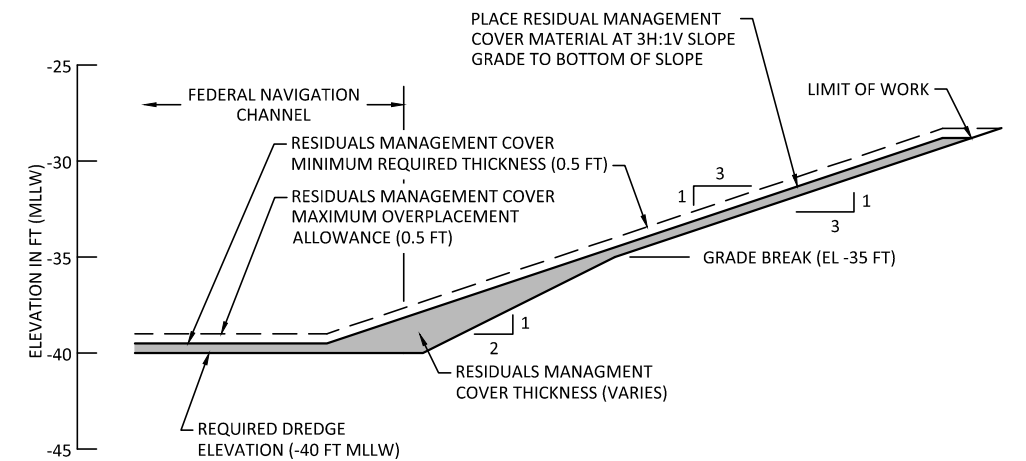 PLACE RESIDUAL MANAGEMENT
COVER MATERIAL AT 3H:1V SLOPE
GRADE TO BOTTOM OF SLOPE
LIMIT OF WORK
FEDERAL NAVIGATION
CHANNEL
RESIDUALS MANAGEMENT COVER
MINIMUM REQUIRED THICKNESS (0.5 FT)
RESIDUALS MANAGEMENT COVER
MAXIMUM OVERPLACEMENT
ALLOWANCE (0.5 FT)
ELEVATION IN FT (MLLW)
-25
-30
-35
-40
-45
3
1
1
3
GRADE BREAK (EL -35 FT)
1
2
RESIDUALS MANAGMENT
COVER THICKNESS (VARIES)
REQUIRED DREDGE
ELEVATION (-40 FT MLLW)